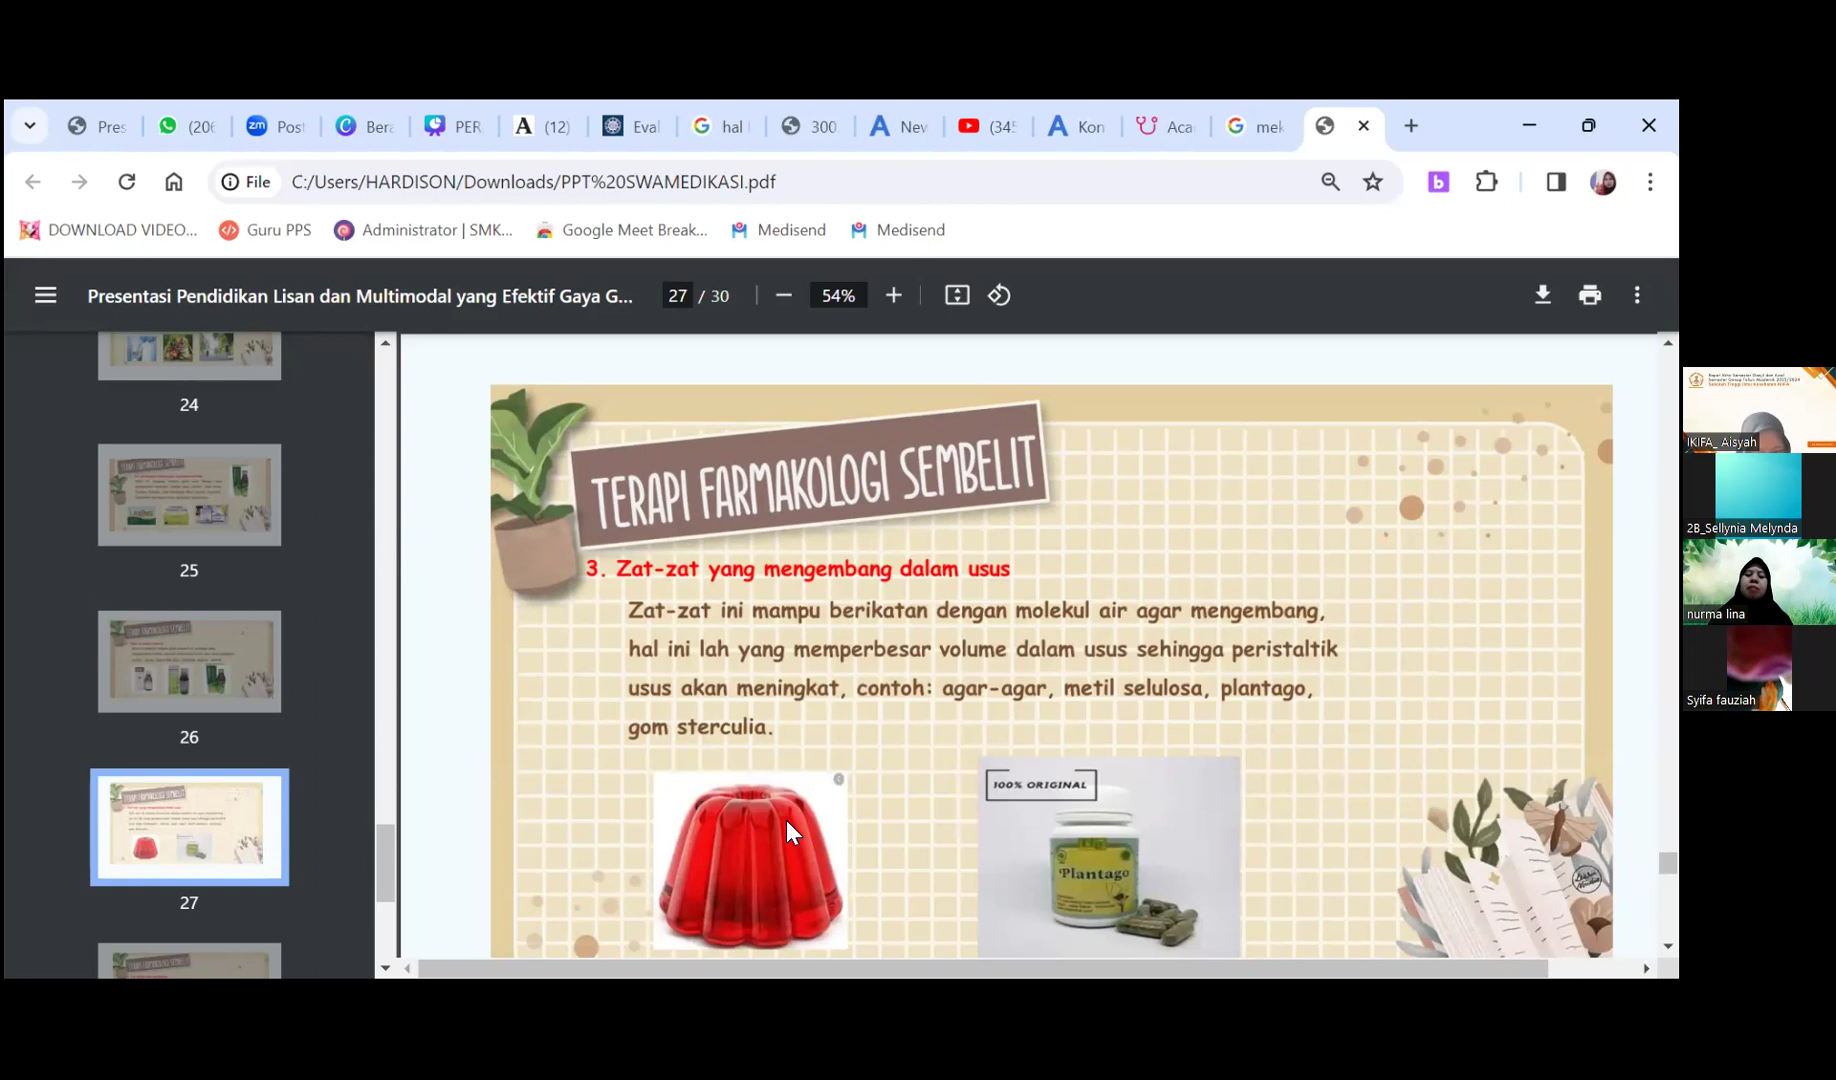 Pres
(206
Post
Bera
PER
(12)
Eval
hal
300
Nev
(345
Kon
Aca
mek
File
C:/Users/HARDISON/Downloads/PPT%20SWAMEDIKASI.pdf
DOWNLOAD VIDEO...
Guru PPS
Administrator | SMK...
Google Meet Break...
Medisend
Medisend
Presentasi Pendidikan Lisan dan Multimodal yang Efektif Gaya G...
27 / 30
54%
24
25
26
27
TERAPI FARMAKOLOGI SEMBELIT
3. Zat-zat yang mengembang dalam usus
Zat-zat ini mampu berikatan dengan molekul air agar mengembang,
hal ini lah yang memperbesar volume dalam usus sehingga peristaltik
usus akan meningkat, contoh: agar-agar, metil selulosa, plantago,
gom sterculia.
100% ORIGINAL
Plantago
IKIFA_ Aisyah
2B_Sellynia Melynda
nurma lina
Syifa fauziah